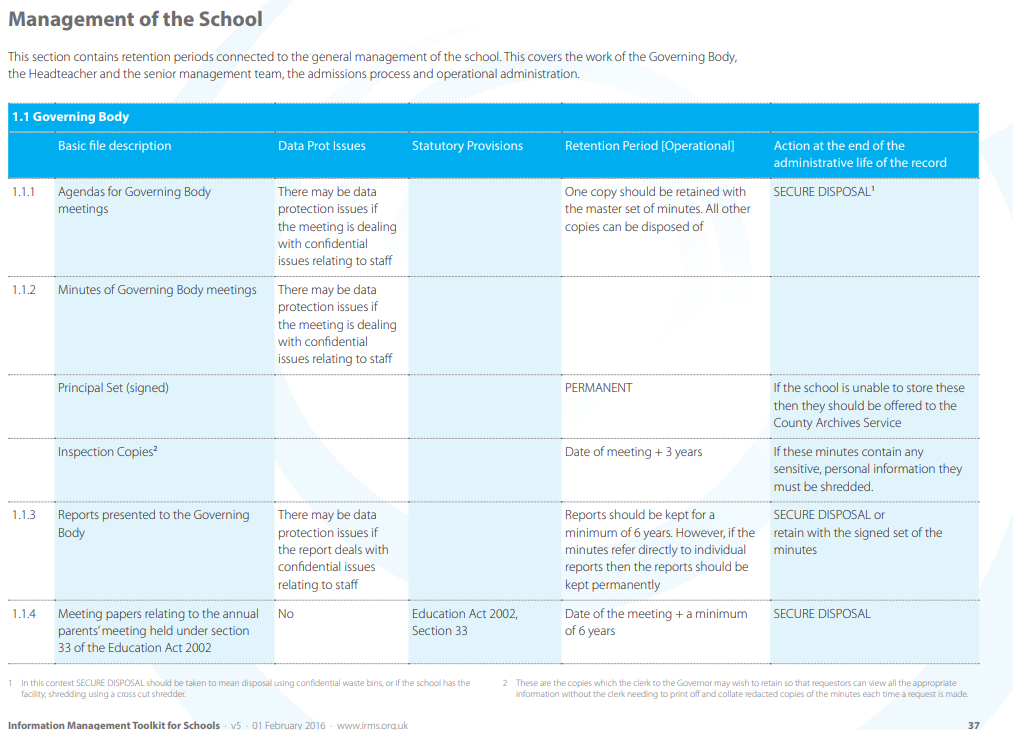 Management of the School
This section contains retention periods connected to the general management of the school. This covers the work of the Governing Body,
the Headteacher and the senior management team, the admissions process and operational administration.
1.1 Governing Body
Basic file description
Data Prot Issues
Statutory Provisions
Retention Period [Operational]
Action at the end of the
administrative life of the record
1.1.1
Agendas for Governing Body
meetings
There may be data
protection issues if
the meeting is dealing
with confidential
issues relating to staff
One copy should be retained with
the master set of minutes. All other
copies can be disposed of
SECURE DISPOSAL¹
1.1.2
Minutes of Governing Body meetings
There may be data
protection issues if
the meeting is dealing
with confidential
issues relating to staff
Principal Set (signed)
PERMANENT
If the school is unable to store these
then they should be offered to the
County Archives Service
Inspection Copies²
Date of meeting + 3 years
If these minutes contain any
sensitive, personal information they
must be shredded.
1.1.3
Reports presented to the Governing
Body
There may be data
protection issues if
the report deals with
confidential issues
relating to staff
Reports should be kept for a
minimum of 6 years. However, if the
minutes refer directly to individual
reports then the reports should be
kept permanently
SECURE DISPOSAL or
retain with the signed set of the
minutes
1.1.4
Meeting papers relating to the annual
parents' meeting held under section
33 of the Education Act 2002
No
Education Act 2002,
Section 33
Date of the meeting + a minimum
of 6 years
SECURE DISPOSAL
1 In this context SECURE DISPOSAL should be taken to mean disposal using confidential waste bins, or if the school has the
facility, shredding using a cross cut shredder.
2 These are the copies which the clerk to the Governor may wish to retain so that requestors can view all the appropriate
information without the clerk needing to print off and collate redacted copies of the minutes each time a request is made.
Information Management Toolkit for Schools · v5 · 01 February 2016 · www.irms.org.uk
37